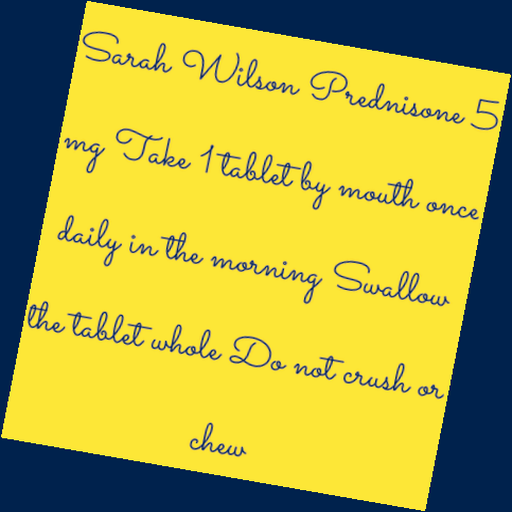 Sarah Wilson Prednisone 5
mg Take 1 tablet by mouth once
daily in the morning Swallow
the tablet whole Do not crush or
chew